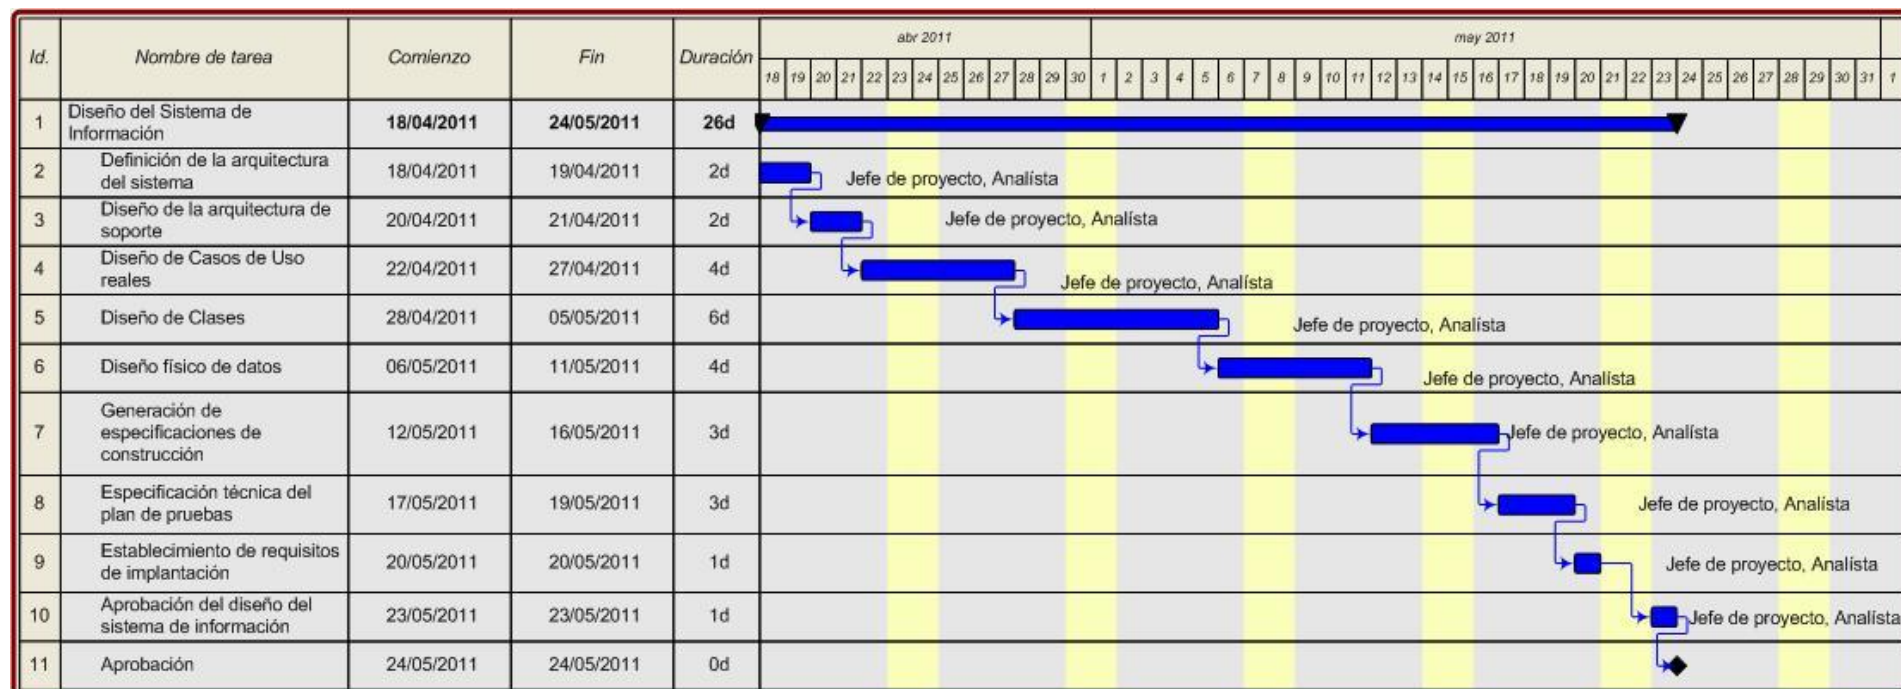 Id. Nombre de tarea Comienzo Fin Duración abr 2011 may 2011
18 19 20 21 22 23 24 25 26 27 28 29 30 1 2 3 4 5 6 7 8 9 10 11 12 13 14 15 16 17 18 19 20 21 22 23 24 25 26 27 28 29 30 31 1
1 Diseño del Sistema de
Información 18/04/2011 24/05/2011 26d
2 Definición de la arquitectura
del sistema 18/04/2011 19/04/2011 2d Jefe de proyecto, Analísta
3 Diseño de la arquitectura de
soporte 20/04/2011 21/04/2011 2d Jefe de proyecto, Analísta
4 Diseño de Casos de Uso
reales 22/04/2011 27/04/2011 4d Jefe de proyecto, Analísta
5 Diseño de Clases 28/04/2011 05/05/2011 6d Jefe de proyecto, Analísta
6 Diseño físico de datos 06/05/2011 11/05/2011 4d Jefe de proyecto, Analísta
7 Generación de
especificaciones de
construcción 12/05/2011 16/05/2011 3d Jefe de proyecto, Analísta
8 Especificación técnica del
plan de pruebas 17/05/2011 19/05/2011 3d Jefe de proyecto, Analísta
9 Establecimiento de requisitos
de implantación 20/05/2011 20/05/2011 1d Jefe de proyecto, Analísta
10 Aprobación del diseño del
sistema de información 23/05/2011 23/05/2011 1d Jefe de proyecto, Analísta
11 Aprobación 24/05/2011 24/05/2011 0d